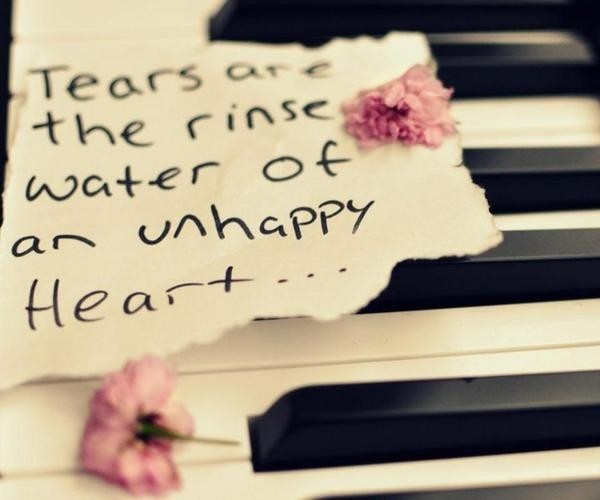 Tears are
the rinse
water of
an unhappy
Heart...